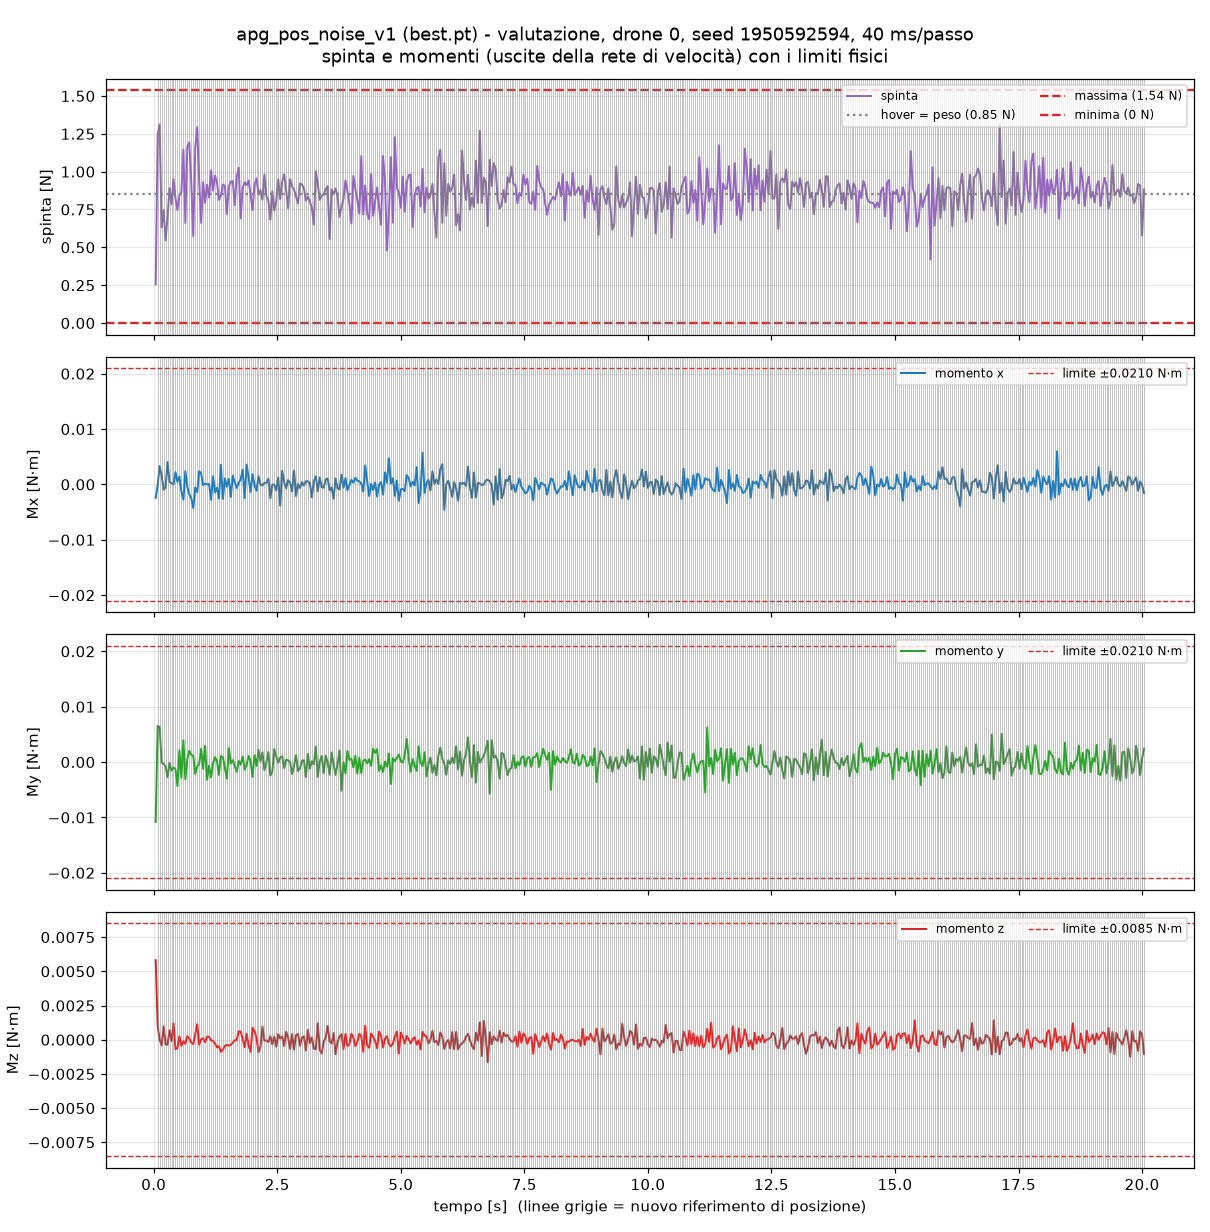 apg_pos_noise_v1 (best.pt) - valutazione, drone 0, seed 1950592594, 40 ms/passo
spinta e momenti (uscite della rete di velocità) con i limiti fisici
spinta [N]
1.50
1.25
1.00
0.75
0.50
0.25
0.00
spinta
hover = peso (0.85 N)
massima (1.54 N)
minima (0 N)
Mx [N·m]
0.02
0.01
0.00
−0.01
−0.02
momento x
limite ±0.0210 N·m
My [N·m]
0.02
0.01
0.00
−0.01
−0.02
momento y
limite ±0.0210 N·m
Mz [N·m]
0.0075
0.0050
0.0025
0.0000
−0.0025
−0.0050
−0.0075
momento z
limite ±0.0085 N·m
0.0 2.5 5.0 7.5 10.0 12.5 15.0 17.5 20.0
tempo [s]  (linee grigie = nuovo riferimento di posizione)